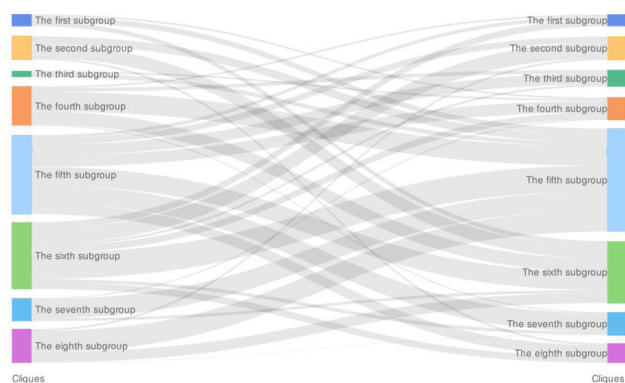 The first subgroup
The first subgroup
The second subgroup
The second subgroup
The third subgroup
The third subgroup
The fourth subgroup
The fourth subgroup
The fifth subgroup
The fifth subgroup
The sixth subgroup
The sixth subgroup
The seventh subgroup
The seventh subgroup
The eighth subgroup
The eighth subgroup
Cliques
Cliques